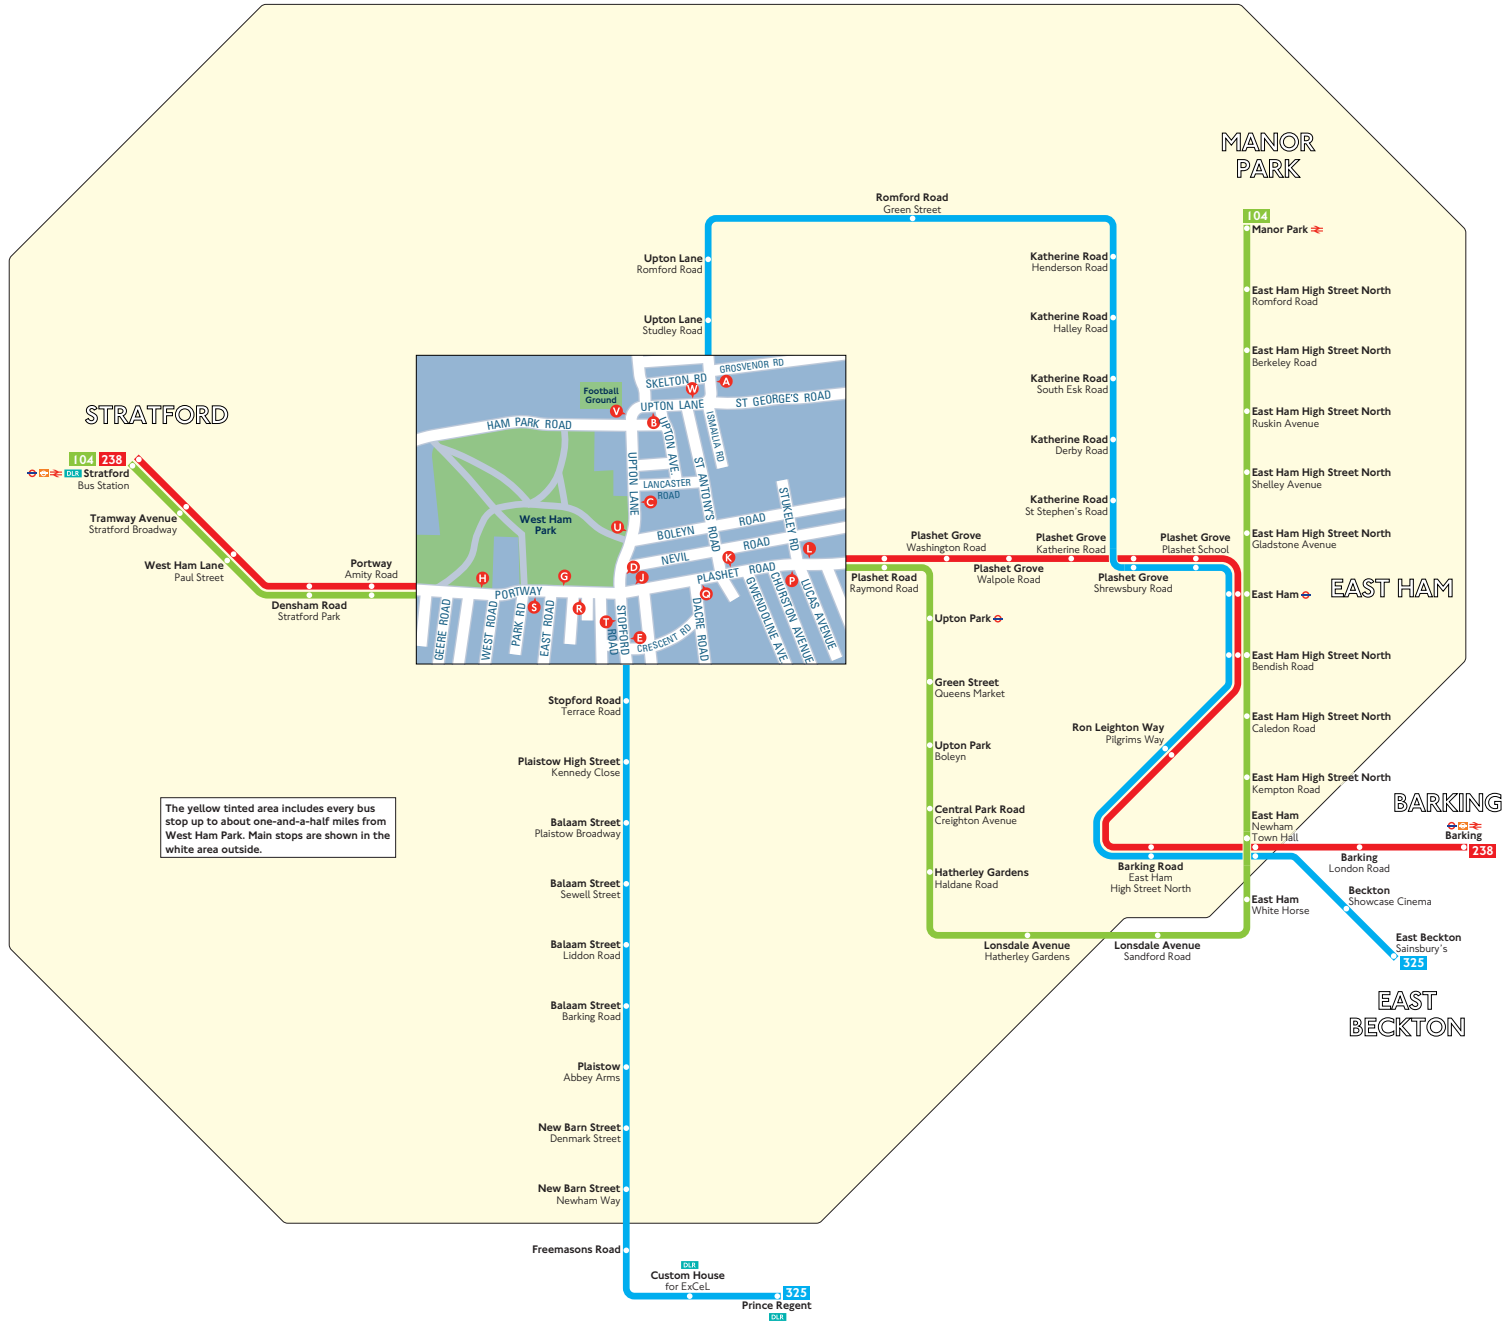 MANOR
PARK
104
Manor Park
Romford Road
Green Street
Upton Lane
Romford Road
Upton Lane
Studley Road
Katherine Road
Henderson Road
Katherine Road
Halley Road
Katherine Road
South Esk Road
Katherine Road
Derby Road
Katherine Road
St Stephen's Road
East Ham High Street North
Romford Road
East Ham High Street North
Berkeley Road
East Ham High Street North
Ruskin Avenue
East Ham High Street North
Shelley Avenue
East Ham High Street North
Gladstone Avenue
STRATFORD
104 238
DLR Stratford
Bus Station
Tramway Avenue
Stratford Broadway
West Ham Lane
Paul Street
Portway
Amity Road
Densham Road
Stratford Park
GROSVENOR RD
SKELTON RD
W
A
Football
Ground
V
UPTON LANE
ST GEORGE'S ROAD
HAM PARK ROAD
B
UPTON AVE.
ISMAILIA RD
UPTON LANE
ST ANTONY'S ROAD
LANCASTER
ROAD
C
STUKELEY RD
West Ham
Park
U
BOLEYN ROAD
NEVIL ROAD
L
K
D
J
PLASHET ROAD
H
G
P
PORTWAY
Q
S
R
T
E
GEERE ROAD
WEST ROAD
PARK RD
EAST ROAD
STOPFORD
ROAD
CRESCENT RD
DACRE ROAD
GWENDOLINE AVE
CHURSTON AVENUE
LUCAS AVENUE
Plashet Grove
Washington Road
Plashet Grove
Katherine Road
Plashet Grove
Plashet School
Plashet Road
Raymond Road
Plashet Grove
Walpole Road
Plashet Grove
Shrewsbury Road
East Ham
EAST HAM
Upton Park
East Ham High Street North
Bendish Road
Green Street
Queens Market
East Ham High Street North
Caledon Road
Ron Leighton Way
Pilgrims Way
Upton Park
Boleyn
East Ham High Street North
Kempton Road
Central Park Road
Creighton Avenue
East Ham
Newham
Town Hall
BARKING
Barking
238
Barking
London Road
Barking Road
East Ham
High Street North
Hatherley Gardens
Haldane Road
East Ham
White Horse
Beckton
Showcase Cinema
Lonsdale Avenue
Hatherley Gardens
Lonsdale Avenue
Sandford Road
East Beckton
Sainsbury's
325
EAST
BECKTON
Stopford Road
Terrace Road
Plaistow High Street
Kennedy Close
Balaam Street
Plaistow Broadway
The yellow tinted area includes every bus
stop up to about one-and-a-half miles from
West Ham Park. Main stops are shown in the
white area outside.
Balaam Street
Sewell Street
Balaam Street
Liddon Road
Balaam Street
Barking Road
Plaistow
Abbey Arms
New Barn Street
Denmark Street
New Barn Street
Newham Way
Freemasons Road
DLR
Custom House
for ExCeL
325
Prince Regent
DLR